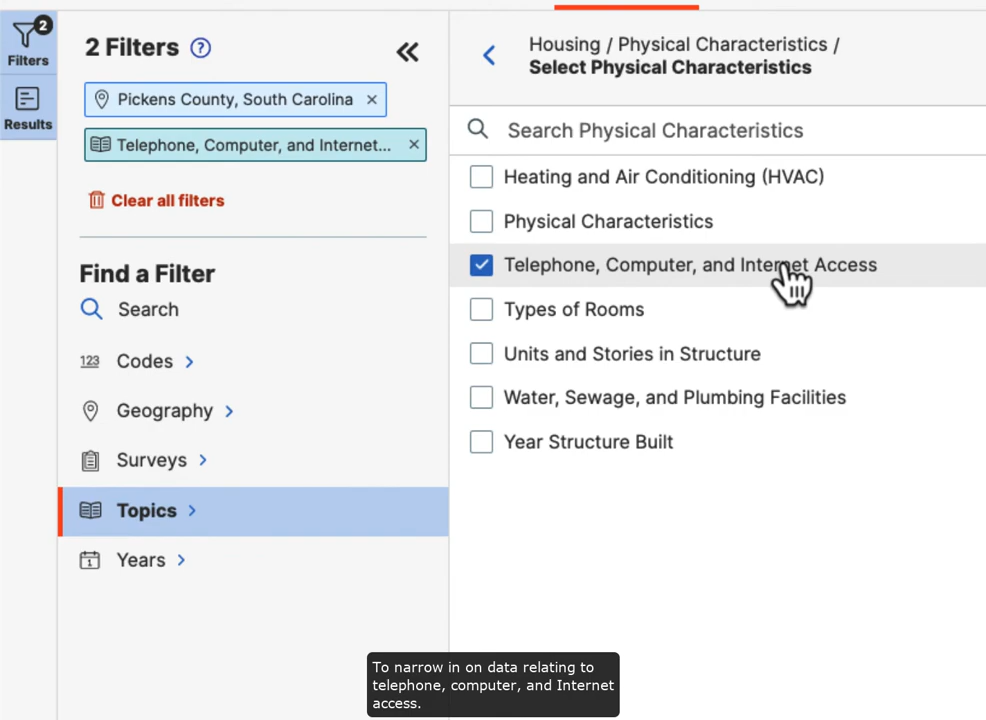 2
Filters
Results
2 Filters ?
Pickens County, South Carolina ×
Telephone, Computer, and Internet... ×
Clear all filters
Find a Filter
Search
123 Codes
Geography
Surveys
Topics
1 Years
Housing / Physical Characteristics /
Select Physical Characteristics
Search Physical Characteristics
Heating and Air Conditioning (HVAC)
Physical Characteristics
Telephone, Computer, and Internet Access
Types of Rooms
Units and Stories in Structure
Water, Sewage, and Plumbing Facilities
Year Structure Built
To narrow in on data relating to
telephone, computer, and Internet
access.